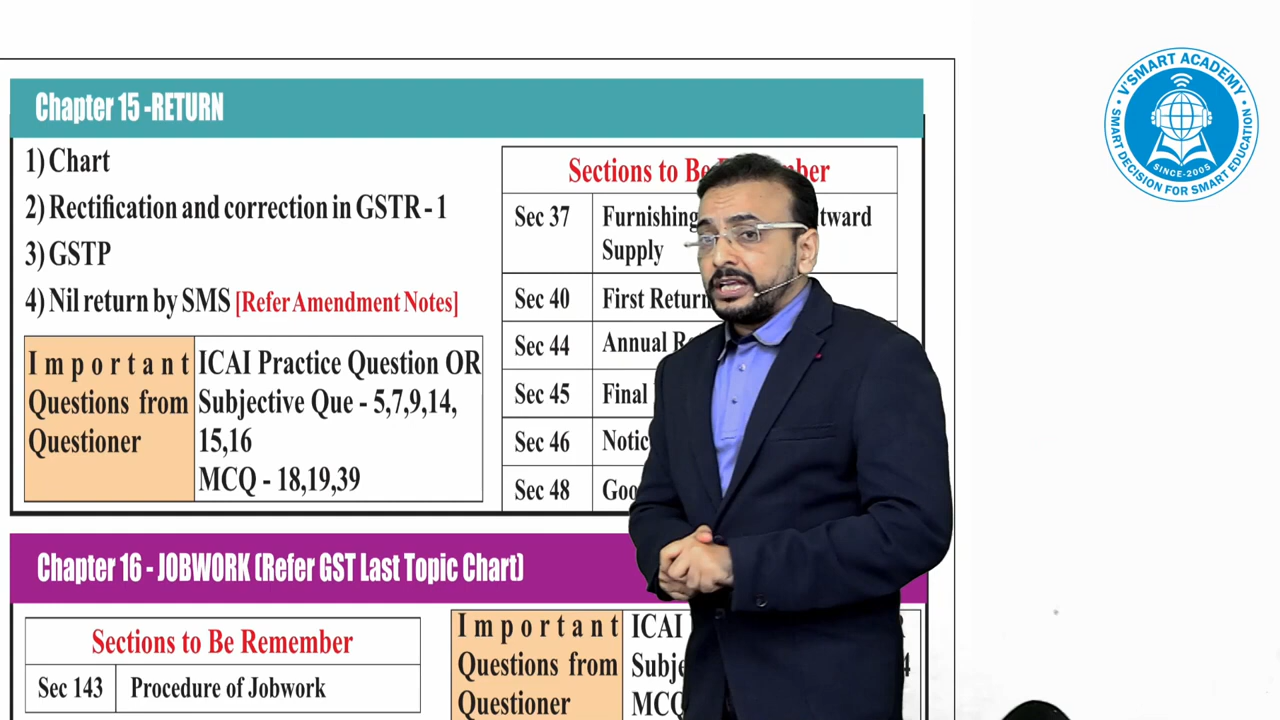 Chapter 15 -RETURN
1) Chart
2) Rectification and correction in GSTR - 1
3) GSTP
4) Nil return by SMS [Refer Amendment Notes]
Important
Questions from
Questioner
ICAI Practice Question OR
Subjective Que - 5,7,9,14,
15,16
MCQ - 18,19,39
Sections to Be
Sec 37 Furnishing
Supply
Sec 40 First Return
Sec 44 Annual
Sec 45 Final
Sec 46
Sec 48
Chapter 16 - JOBWORK (Refer GST Last Topic Chart)
Sections to Be Remember
Sec 143 Procedure of Jobwork
Important
Questions from
Questioner
ICAI
MCQ
V'SMART ACADEMY
SINCE-2005
SMART DECISION FOR SMART EDUCATION